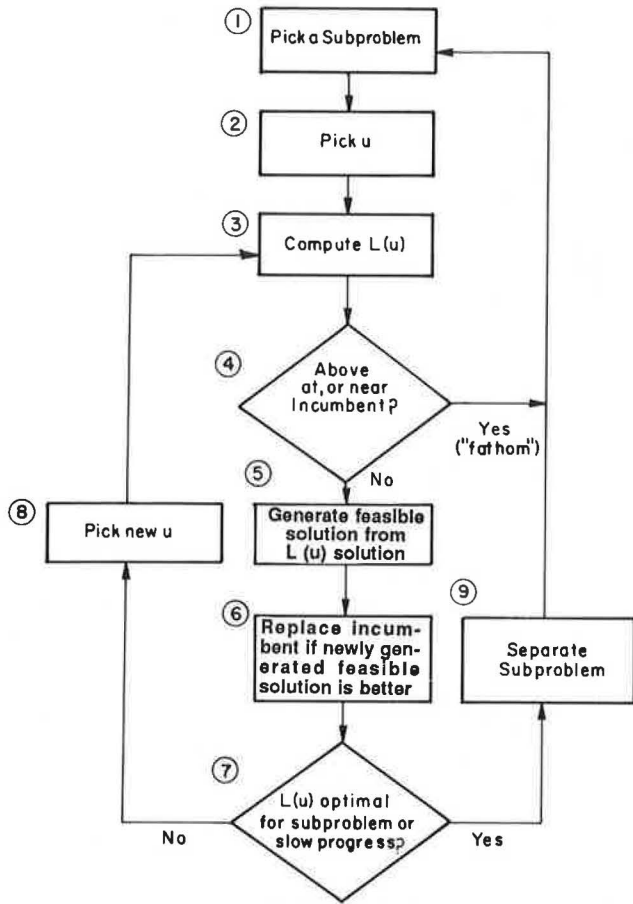 ①
Pick a Subproblem
②
Pick u
③
Compute L(u)
④
Above
at, or near
Incumbent?
Yes
("fathom")
No
⑤
Generate feasible
solution from
L (u) solution
⑧
Pick new u
⑥
Replace incum-
bent if newly gen-
erated feasible
solution is better
⑨
Separate
Subproblem
⑦
L(u) optimal
for subproblem or
slow progress?
No
Yes